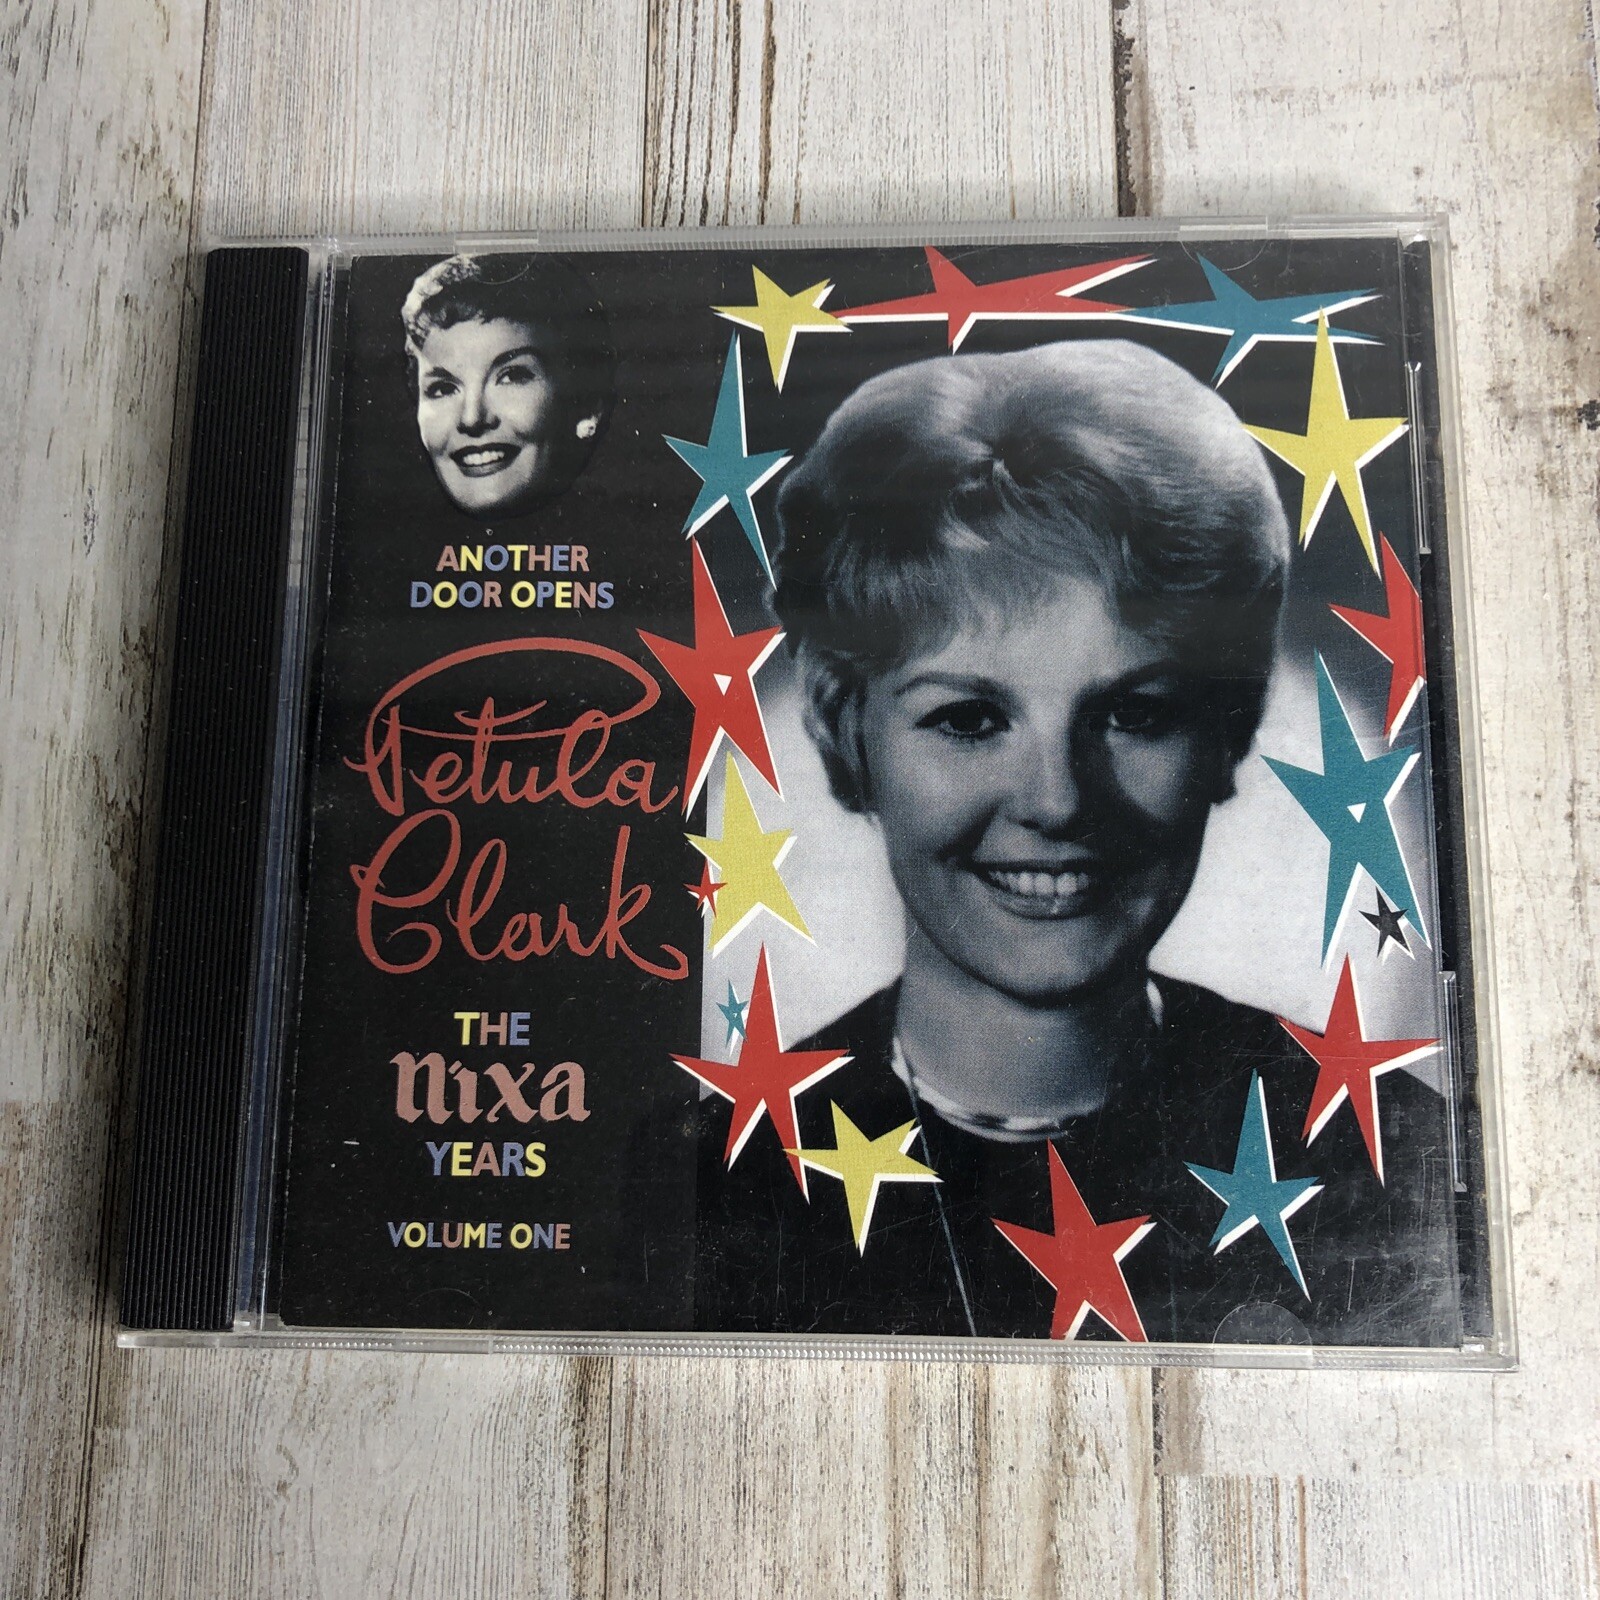 ANOTHER
DOOR OPENS
Petula
Clark
THE
nixa
YEARS
VOLUME ONE